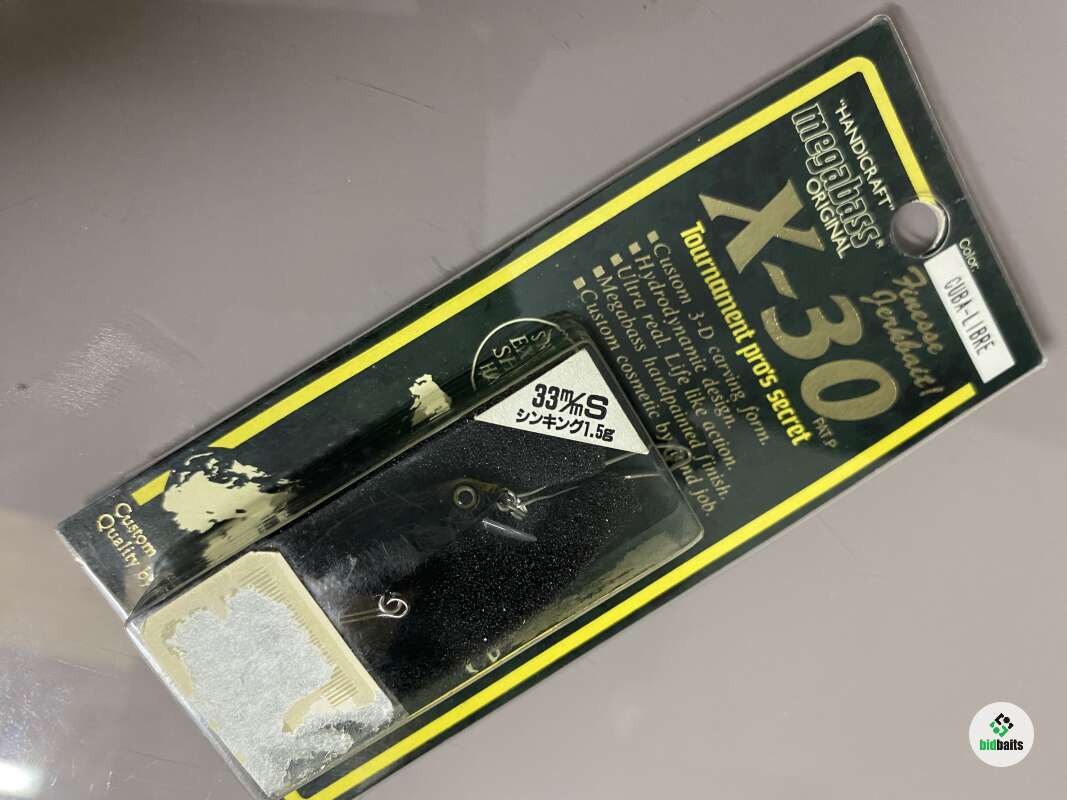 "HANDICRAFT"
megabass®
ORIGINAL
X-30
PAT.P
Finesse
Jerkbait!
Tournament pro's secret
■Custom 3-D carving form.
■Hydrodynamic design.
■Ultra real. Life like action.
■Megabass handpainted finish.
■Custom cosmetic by hand job.
Color.
CUBA-LIBRE
33m/mS
シンキング1.5g
Custom
Quality by
bidbaits